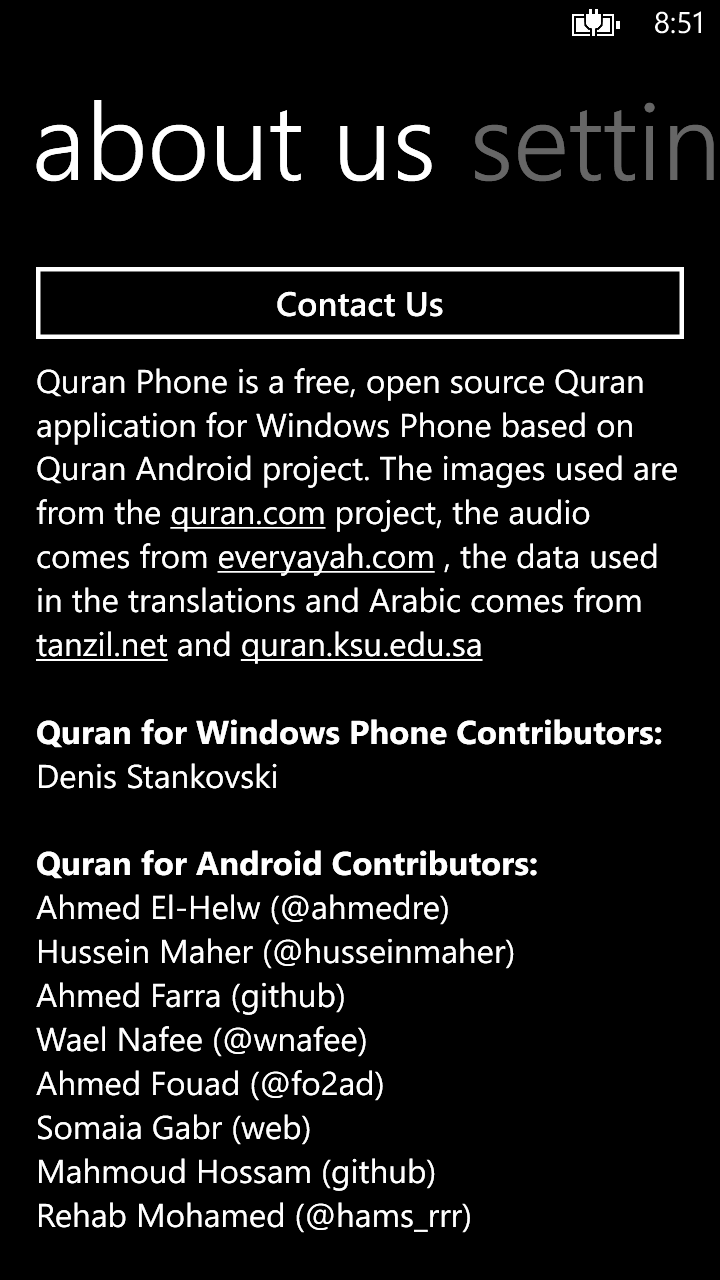 8:51
about us settin
Contact Us
Quran Phone is a free, open source Quran
application for Windows Phone based on
Quran Android project. The images used are
from the quran.com project, the audio
comes from everyayah.com , the data used
in the translations and Arabic comes from
tanzil.net and quran.ksu.edu.sa
Quran for Windows Phone Contributors:
Denis Stankovski
Quran for Android Contributors:
Ahmed El-Helw (@ahmedre)
Hussein Maher (@husseinmaher)
Ahmed Farra (github)
Wael Nafee (@wnafee)
Ahmed Fouad (@fo2ad)
Somaia Gabr (web)
Mahmoud Hossam (github)
Rehab Mohamed (@hams_rrr)